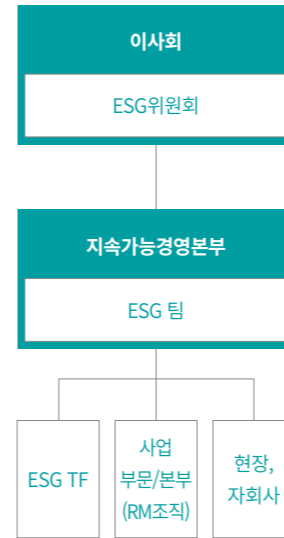 이사회
ESG위원회
지속가능경영본부
ESG 팀
ESG TF
사업
부문/본부
(RM조직)
현장,
자회사